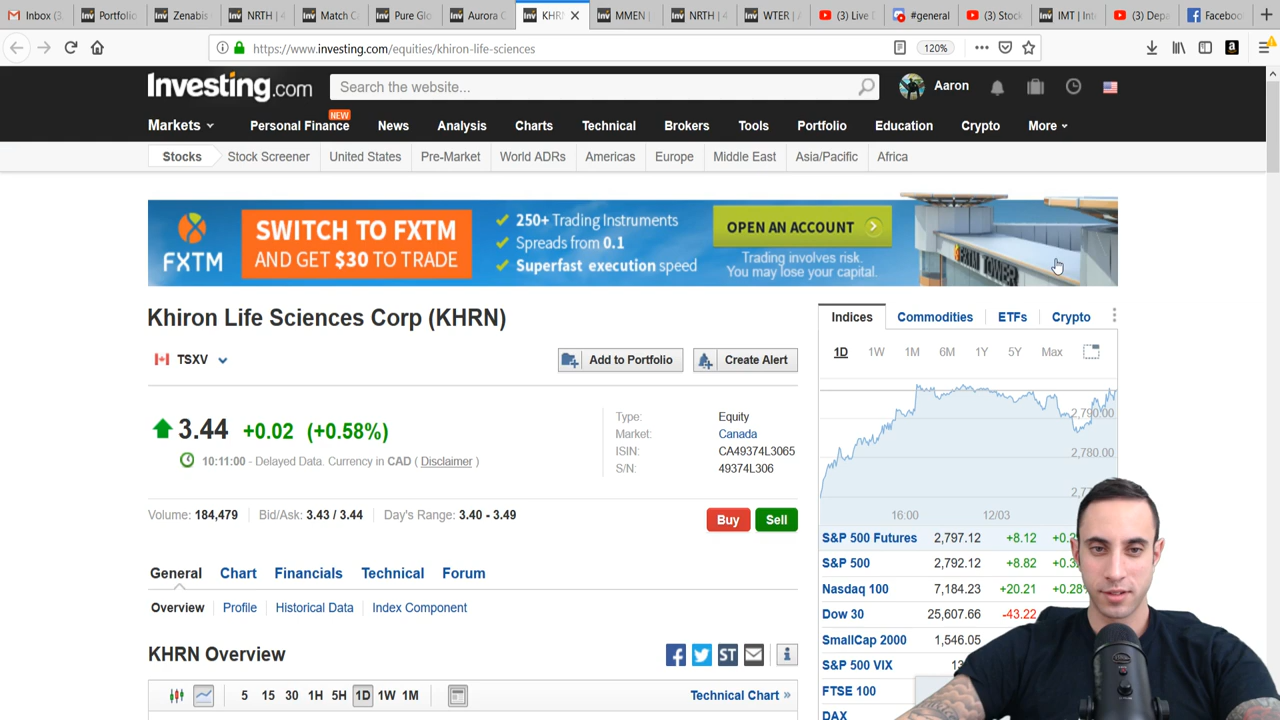 Inbox (3.
Portfolio
Zenabis
NRTH | 4
Match Ca
Pure Glo
Aurora C
KHR
MMEN |
NRTH | 4
WTER | A
(3) Live E
#general
(3) Stock
IMT | Int
(3) Depa
Facebook
https://www.investing.com/equities/khiron-life-sciences
120%
Investing.com
Search the website...
Aaron
Markets
Personal Finance
NEW
News
Analysis
Charts
Technical
Brokers
Tools
Portfolio
Education
Crypto
More
Stocks
Stock Screener
United States
Pre-Market
World ADRs
Americas
Europe
Middle East
Asia/Pacific
Africa
FXTM
SWITCH TO FXTM
AND GET $30 TO TRADE
250+ Trading Instruments
Spreads from 0.1
Superfast execution speed
OPEN AN ACCOUNT
Trading involves risk.
You may lose your capital.
Khiron Life Sciences Corp (KHRN)
TSXV
Add to Portfolio
Create Alert
3.44 +0.02 (+0.58%)
10:11:00 - Delayed Data. Currency in CAD ( Disclaimer )
Type: Equity
Market: Canada
ISIN: CA49374L3065
S/N: 49374L306
Volume: 184,479
Bid/Ask: 3.43 / 3.44
Day's Range: 3.40 - 3.49
Buy
Sell
General
Chart
Financials
Technical
Forum
Overview
Profile
Historical Data
Index Component
KHRN Overview
ST
5 15 30 1H 5H 1D 1W 1M
Technical Chart »
Indices
Commodities
ETFs
Crypto
1D 1W 1M 6M 1Y 5Y Max
2,790.00
2,780.00
16:00 12/03
S&P 500 Futures 2,797.12 +8.12
S&P 500 2,792.12 +8.82
Nasdaq 100 7,184.23 +20.21 +0.28%
Dow 30 25,607.66 -43.22
SmallCap 2000 1,546.05
S&P 500 VIX
FTSE 100
DAX